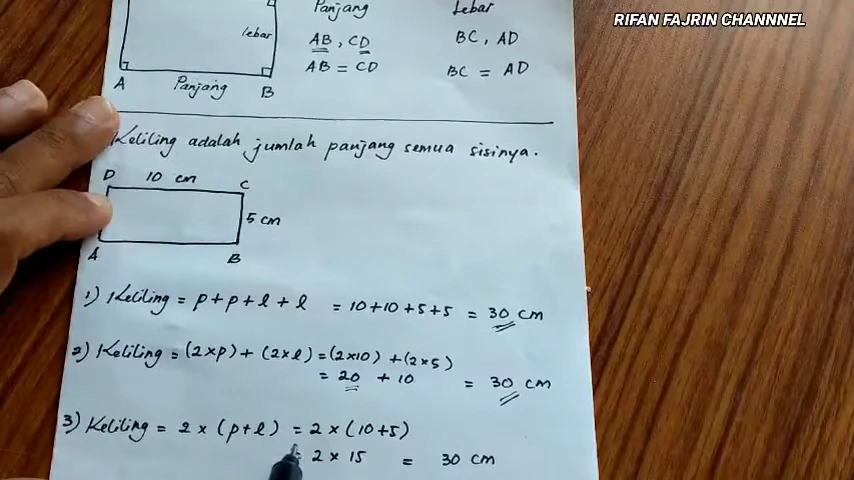 RIFAN FAJRIN CHANNNEL
Panjang Lebar
lebar
AB, CD BC, AD
AB = CD BC = AD
A Panjang B
Keliling adalah jumlah panjang semua sisinya.
D 10 cm C
5 cm
A B
1) Keliling = p + p + l + l = 10 + 10 + 5 + 5 = 30 cm
2) Keliling = (2 x p) + (2 x l) = (2 x 10) + (2 x 5)
= 20 + 10 = 30 cm
3) Keliling = 2 x (p + l) = 2 x (10 + 5)
= 2 x 15 = 30 cm